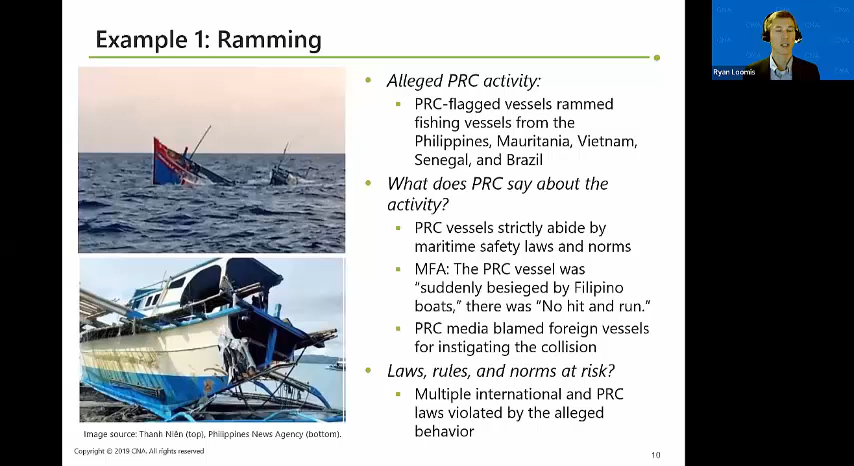 Example 1: Ramming
Alleged PRC activity:
PRC-flagged vessels rammed
fishing vessels from the
Philippines, Mauritania, Vietnam,
Senegal, and Brazil
What does PRC say about the
activity?
PRC vessels strictly abide by
maritime safety laws and norms
MFA: The PRC vessel was
“suddenly besieged by Filipino
boats,” there was “No hit and run.”
PRC media blamed foreign vessels
for instigating the collision
Laws, rules, and norms at risk?
Multiple international and PRC
laws violated by the alleged
behavior
Image source: Thanh Niên (top), Philippines News Agency (bottom).
Copyright © 2019 CNA. All rights reserved
10
Ryan Loomis